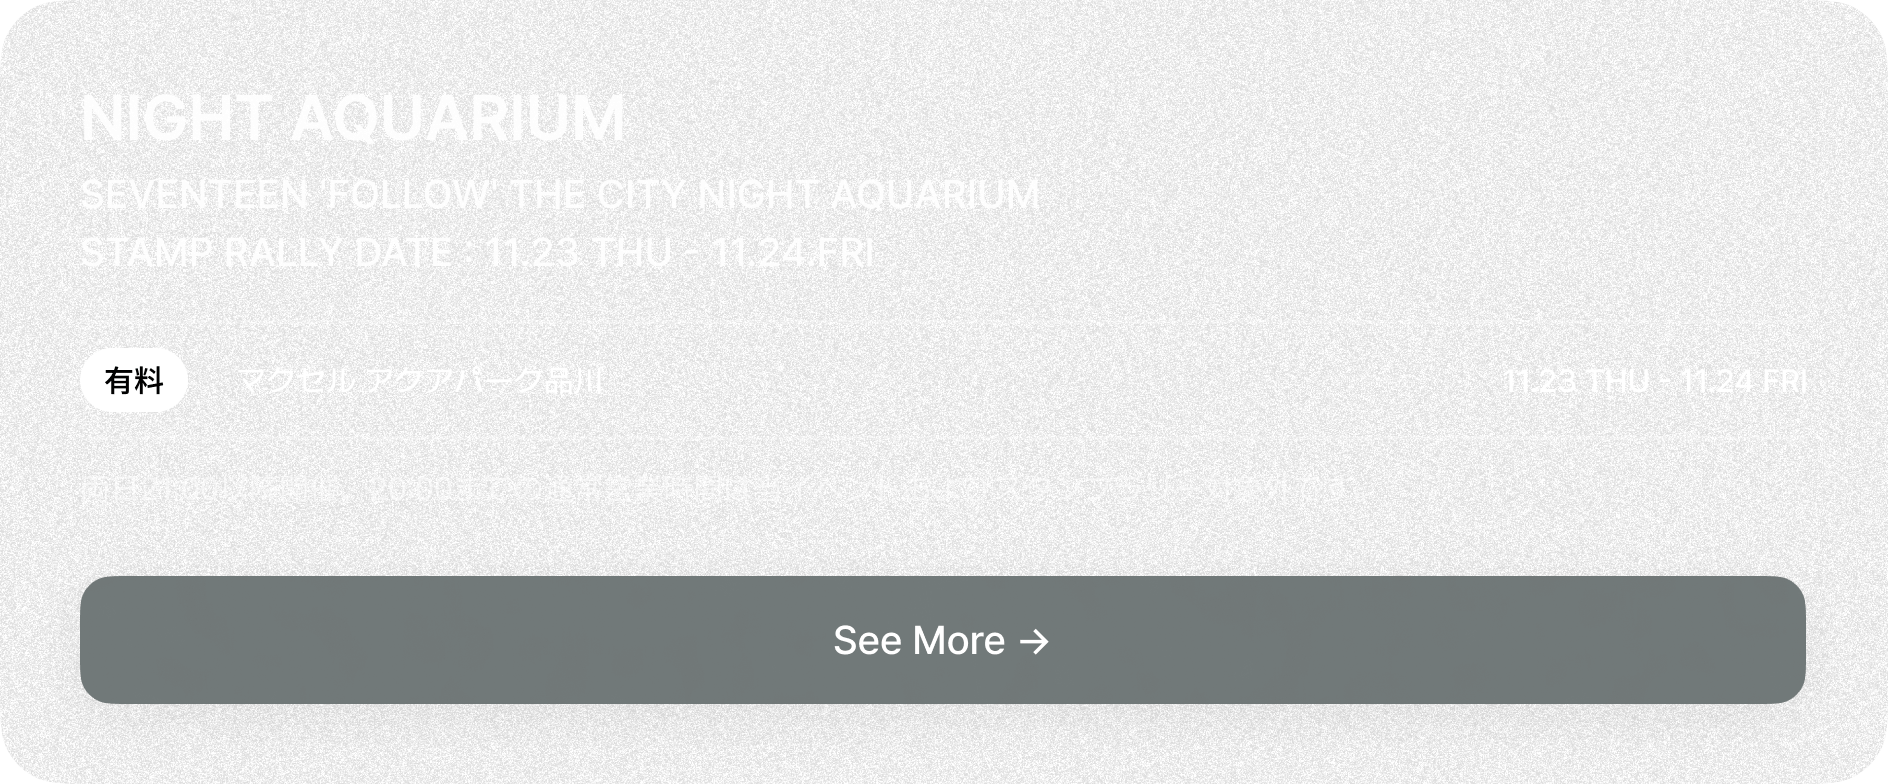 NIGHT AQUARIUM
SEVENTEEN 'FOLLOW' THE CITY NIGHT AQUARIUM
STAMP RALLY DATE : 11.23 THU - 11.24 FRI
有料 マクセル アクアパーク品川 11.23 THU - 11.24 FRI
See More →